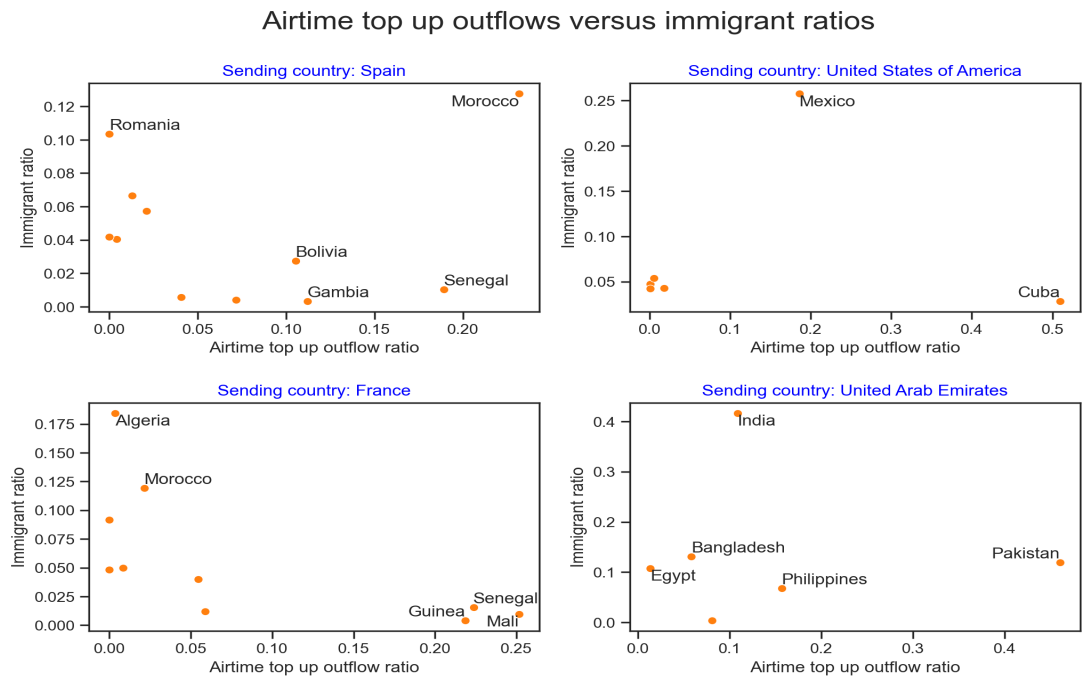 Airtime top up outflows versus immigrant ratios
Sending country: Spain
Immigrant ratio
0.12
0.10
0.08
0.06
0.04
0.02
0.00
Morocco
Romania
Bolivia
Senegal
Gambia
0.00 0.05 0.10 0.15 0.20
Airtime top up outflow ratio
Sending country: United States of America
Immigrant ratio
0.25
0.20
0.15
0.10
0.05
Mexico
Cuba
0.0 0.1 0.2 0.3 0.4 0.5
Airtime top up outflow ratio
Sending country: France
Immigrant ratio
0.175
0.150
0.125
0.100
0.075
0.050
0.025
0.000
Algeria
Morocco
Senegal
Guinea
Mali
0.00 0.05 0.10 0.15 0.20 0.25
Airtime top up outflow ratio
Sending country: United Arab Emirates
Immigrant ratio
0.4
0.3
0.2
0.1
0.0
India
Bangladesh
Pakistan
Egypt
Philippines
0.0 0.1 0.2 0.3 0.4
Airtime top up outflow ratio